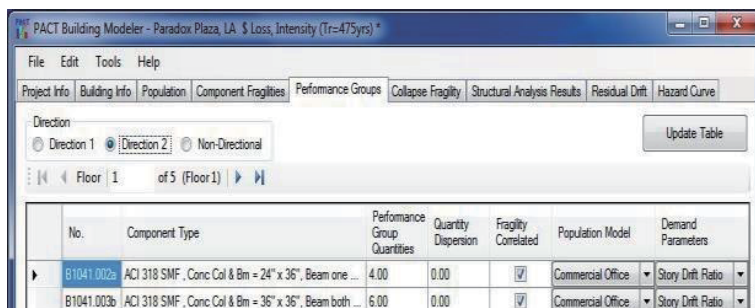 PACT Building Modeler - Paradox Plaza, LA $ Loss, Intensity (Tr=475yrs) *
File Edit Tools Help
Project Info Building Info Population Component Fragilities Performance Groups Collapse Fragility Structural Analysis Results Residual Drift Hazard Curve
Direction
Direction 1 Direction 2 Non-Directional
Update Table
Floor 1 of 5 (Floor1)
No. Component Type Performance Group Quantities Quantity Dispersion Fragility Correlated Population Model Demand Parameters
B1041.002a ACI 318 SMF , Conc Col & Bm = 24" x 36", Beam one ... 4.00 0.00 Commercial Office Story Drift Ratio
B1041.003b ACI 318 SMF , Conc Col & Bm = 36" x 36", Beam both ... 6.00 0.00 Commercial Office Story Drift Ratio